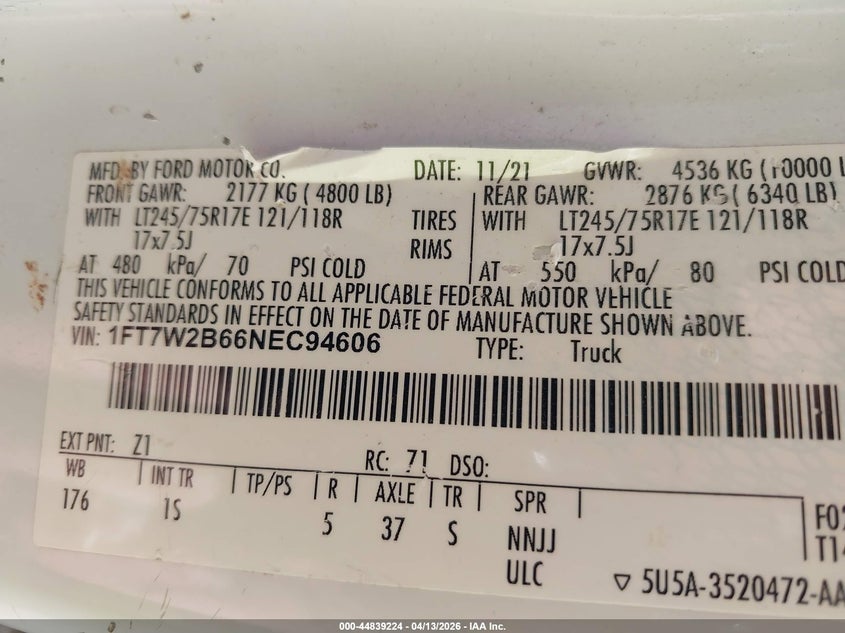 MFD. BY FORD MOTOR CO. DATE: 11/21 GVWR: 4536 KG (10000 L
FRONT GAWR: 2177 KG ( 4800 LB) REAR GAWR: 2876 KG ( 6340 LB)
WITH LT245/75R17E 121/118R TIRES WITH LT245/75R17E 121/118R
17x7.5J RIMS 17x7.5J
AT 480 kPa/ 70 PSI COLD AT 550 kPa/ 80 PSI COLD
THIS VEHICLE CONFORMS TO ALL APPLICABLE FEDERAL MOTOR VEHICLE
SAFETY STANDARDS IN EFFECT ON THE DATE OF MANUFACTURE SHOWN ABOVE.
VIN: 1FT7W2B66NEC94606 TYPE: Truck
EXT PNT: Z1 RC: 71 DSO:
WB INT TR TP/PS R AXLE TR SPR
176 1S 5 37 S NNJJ F02
ULC T14
▽ 5U5A-3520472-AA
000-44839224 - 04/13/2026 - IAA Inc.